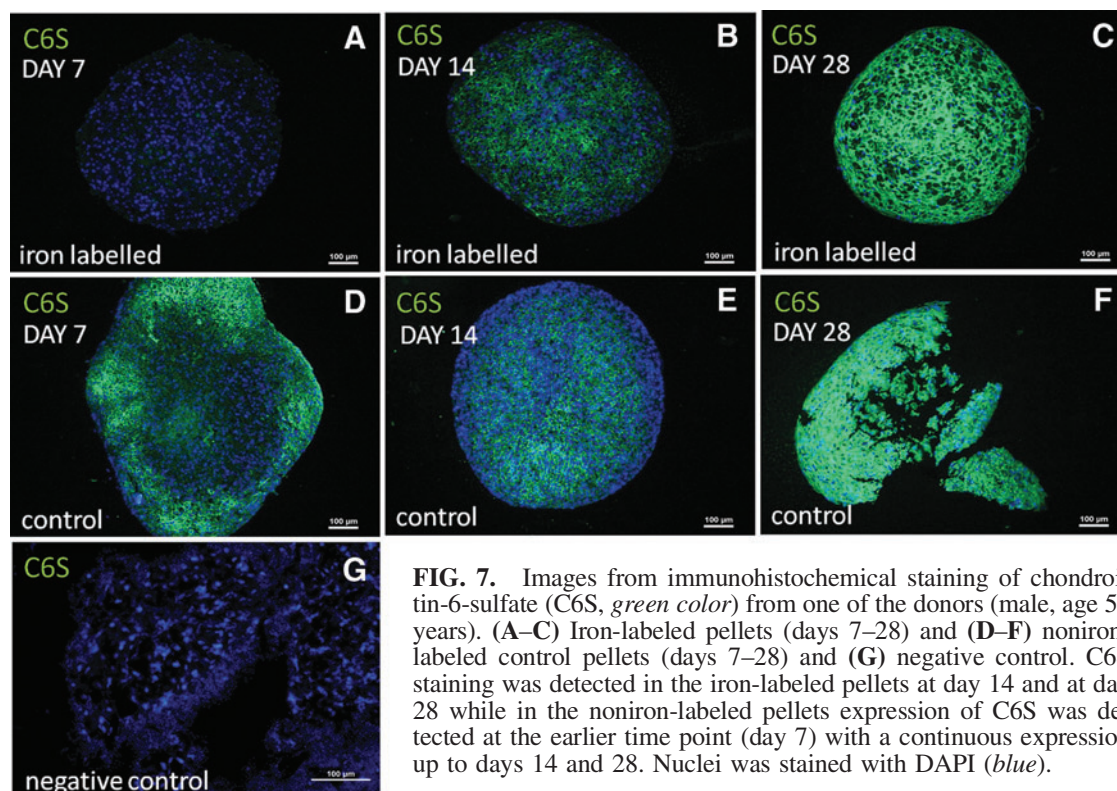 C6S
DAY 7
A
iron labelled
100 µm
C6S
DAY 14
B
iron labelled
100 µm
C6S
DAY 28
C
iron labelled
100 µm
C6S
DAY 7
D
control
100 µm
C6S
DAY 14
E
control
100 µm
C6S
DAY 28
F
control
100 µm
C6S
G
negative control
100 µm
FIG. 7. Images from immunohistochemical staining of chondroi
tin-6-sulfate (C6S, green color) from one of the donors (male, age 5
years). (A–C) Iron-labeled pellets (days 7–28) and (D–F) noniron
labeled control pellets (days 7–28) and (G) negative control. C6
staining was detected in the iron-labeled pellets at day 14 and at da
28 while in the noniron-labeled pellets expression of C6S was de
tected at the earlier time point (day 7) with a continuous expressio
up to days 14 and 28. Nuclei was stained with DAPI (blue).